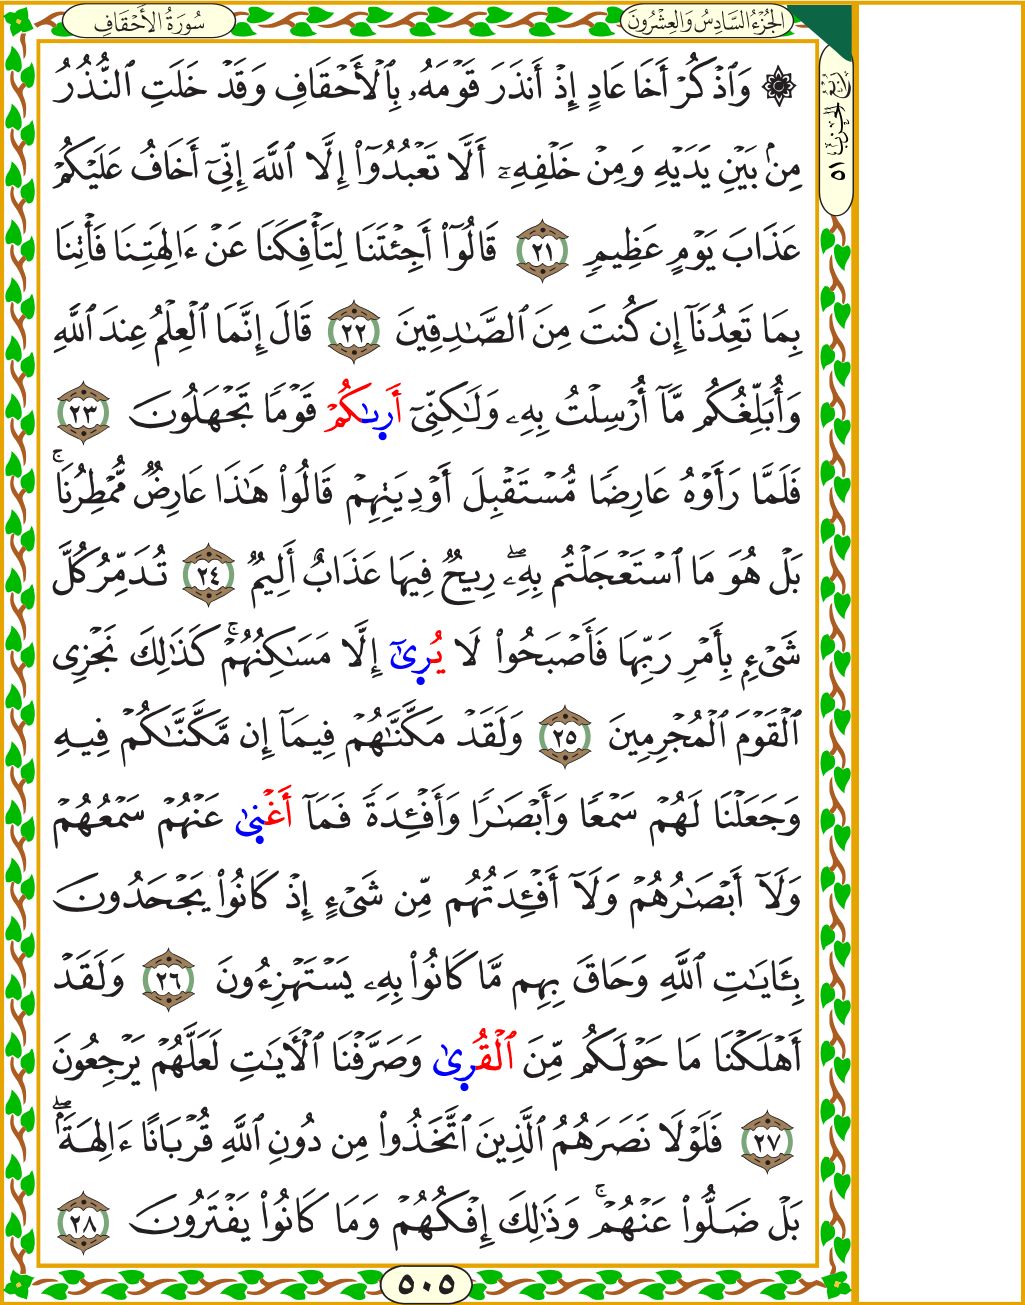 الجُزْءُ السَّادِسُ وَالعِشْرُونَ
سُورَةُ الأَحْقَافِ
الحِزْبِ ٥١
۞ وَٱذْكُرْ أَخَا عَادٍ إِذْ أَنذَرَ قَوْمَهُۥ بِٱلْأَحْقَافِ وَقَدْ خَلَتِ ٱلنُّذُرُ
مِنۢ بَيْنِ يَدَيْهِ وَمِنْ خَلْفِهِۦٓ أَلَّا تَعْبُدُوٓا۟ إِلَّا ٱللَّهَ إِنِّىٓ أَخَافُ عَلَيْكُمْ
عَذَابَ يَوْمٍ عَظِيمٍ ٢١ قَالُوٓا۟ أَجِئْتَنَا لِتَأْفِكَنَا عَنْ ءَالِهَتِنَا فَأْتِنَا
بِمَا تَعِدُنَآ إِن كُنتَ مِنَ ٱلصَّـٰدِقِينَ ٢٢ قَالَ إِنَّمَا ٱلْعِلْمُ عِندَ ٱللَّهِ
وَأُبَلِّغُكُم مَّآ أُرْسِلْتُ بِهِۦ وَلَـٰكِنِّىٓ أَرِىٰكُمْ قَوْمًا تَجْهَلُونَ ٢٣
فَلَمَّا رَأَوْهُ عَارِضًا مُّسْتَقْبِلَ أَوْدِيَتِهِمْ قَالُوا۟ هَـٰذَا عَارِضٌ مُّمْطِرُنَا ۚ
بَلْ هُوَ مَا ٱسْتَعْجَلْتُم بِهِۦ ۖ رِيحٌ فِيهَا عَذَابٌ أَلِيمٌ ٢٤ تُدَمِّرُ كُلَّ
شَىْءٍۭ بِأَمْرِ رَبِّهَا فَأَصْبَحُوا۟ لَا يُرِىٰٓ إِلَّا مَسَـٰكِنُهُمْ ۚ كَذَٰلِكَ نَجْزِى
ٱلْقَوْمَ ٱلْمُجْرِمِينَ ٢٥ وَلَقَدْ مَكَّنَّـٰهُمْ فِيمَآ إِن مَّكَّنَّـٰكُمْ فِيهِ
وَجَعَلْنَا لَهُمْ سَمْعًا وَأَبْصَـٰرًا وَأَفْـِٔدَةً فَمَآ أَغْنِىٰ عَنْهُمْ سَمْعُهُمْ
وَلَآ أَبْصَـٰرُهُمْ وَلَآ أَفْـِٔدَتُهُم مِّن شَىْءٍ إِذْ كَانُوا۟ يَجْحَدُونَ
بِـَٔايَـٰتِ ٱللَّهِ وَحَاقَ بِهِم مَّا كَانُوا۟ بِهِۦ يَسْتَهْزِءُونَ ٢٦ وَلَقَدْ
أَهْلَكْنَا مَا حَوْلَكُم مِّنَ ٱلْقُرِىٰ وَصَرَّفْنَا ٱلْـَٔايَـٰتِ لَعَلَّهُمْ يَرْجِعُونَ
٢٧ فَلَوْلَا نَصَرَهُمُ ٱلَّذِينَ ٱتَّخَذُوا۟ مِن دُونِ ٱللَّهِ قُرْبَانًا ءَالِهَةًۢ ۖ
بَلْ ضَلُّوا۟ عَنْهُمْ ۚ وَذَٰلِكَ إِفْكُهُمْ وَمَا كَانُوا۟ يَفْتَرُونَ ٢٨
٥٠٥